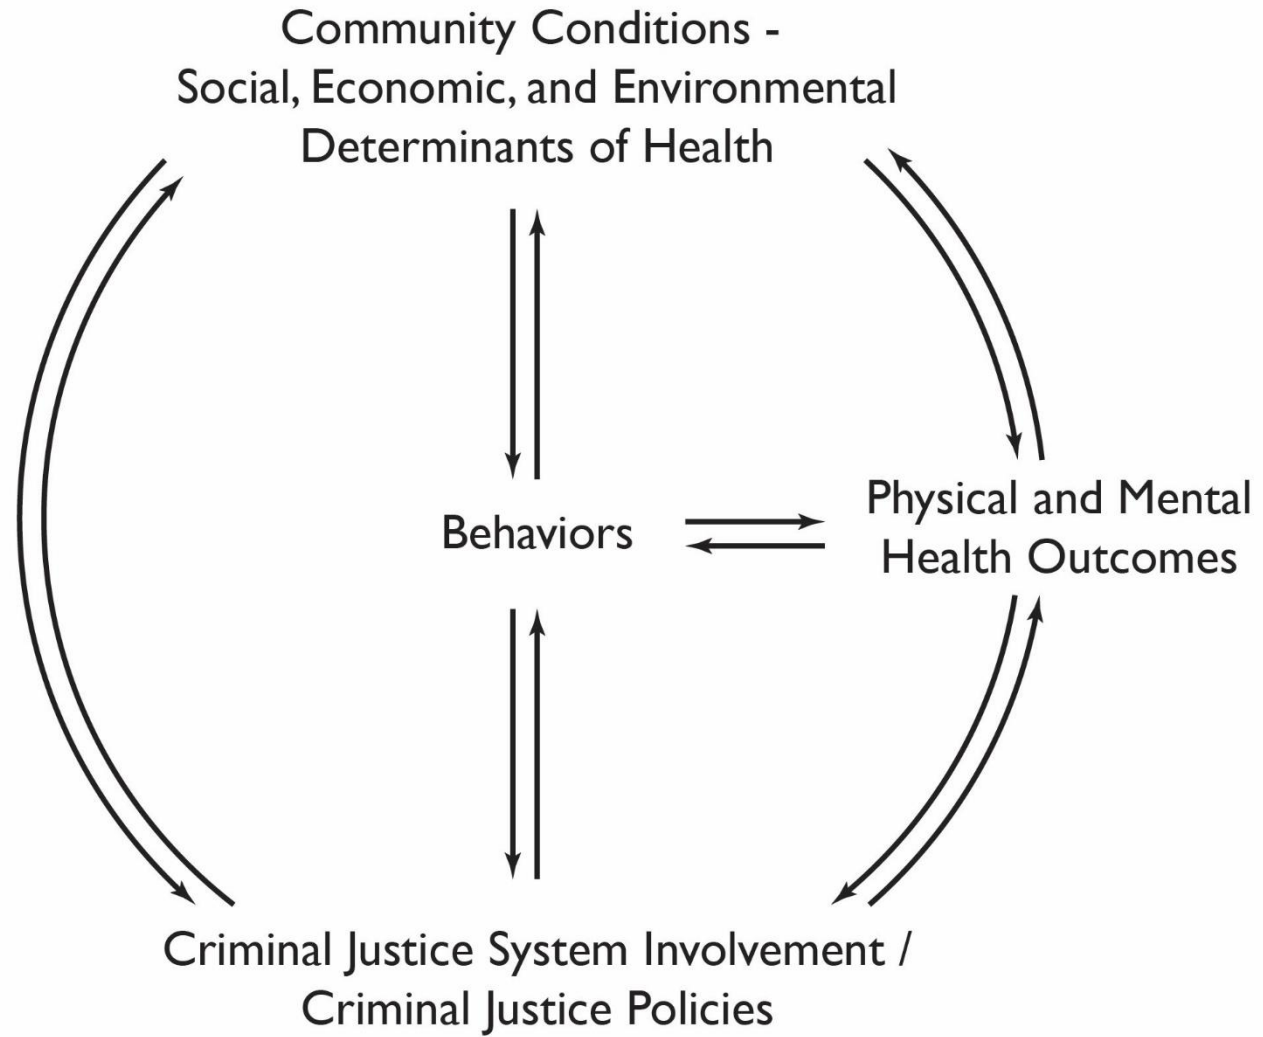 Community Conditions -
Social, Economic, and Environmental
Determinants of Health
Behaviors
Physical and Mental
Health Outcomes
Criminal Justice System Involvement /
Criminal Justice Policies